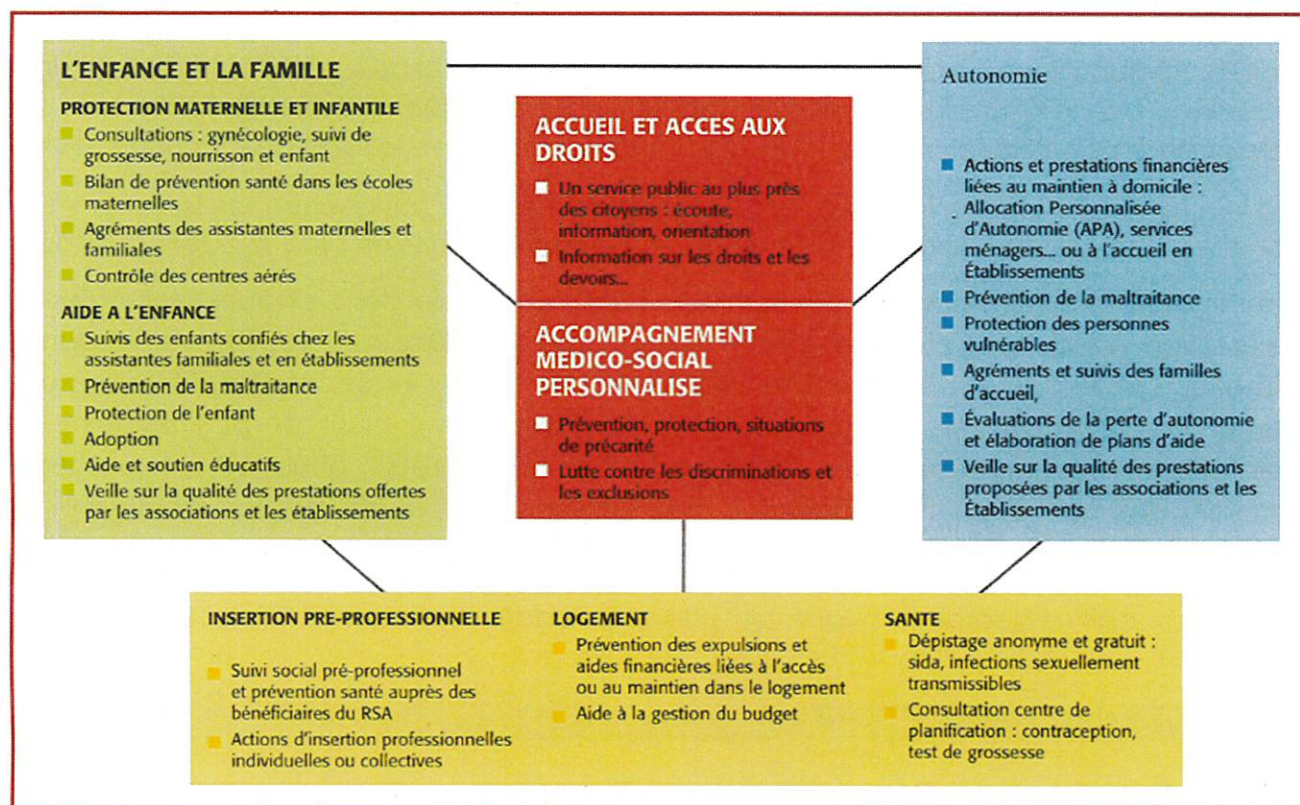 L'ENFANCE ET LA FAMILLE
PROTECTION MATERNELLE ET INFANTILE
Consultations : gynécologie, suivi de
grossesse, nourrisson et enfant
Bilan de prévention santé dans les écoles
maternelles
Agréments des assistantes maternelles et
familiales
Contrôle des centres aérés
AIDE A L'ENFANCE
Suivis des enfants confiés chez les
assistantes familiales et en établissements
Prévention de la maltraitance
Protection de l'enfant
Adoption
Aide et soutien éducatifs
Veille sur la qualité des prestations offertes
par les associations et les établissements
ACCUEIL ET ACCES AUX
DROITS
Un service public au plus près
des citoyens : écoute,
information, orientation
Information sur les droits et les
devoirs...
ACCOMPAGNEMENT
MEDICO-SOCIAL
PERSONNALISE
Prévention, protection, situations
de précarité
Lutte contre les discriminations et
les exclusions
Autonomie
Actions et prestations financières
liées au maintien à domicile :
Allocation Personnalisée
d'Autonomie (APA), services
ménagers... ou à l'accueil en
Établissements
Prévention de la maltraitance
Protection des personnes
vulnérables
Agréments et suivis des familles
d'accueil,
Évaluations de la perte d'autonomie
et élaboration de plans d'aide
Veille sur la qualité des prestations
proposées par les associations et les
Établissements
INSERTION PRE-PROFESSIONNELLE
Suivi social pré-professionnel
et prévention santé auprès des
bénéficiaires du RSA
Actions d'insertion professionnelles
individuelles ou collectives
LOGEMENT
Prévention des expulsions et
aides financières liées à l'accès
ou au maintien dans le logement
Aide à la gestion du budget
SANTE
Dépistage anonyme et gratuit :
sida, infections sexuellement
transmissibles
Consultation centre de
planification : contraception,
test de grossesse